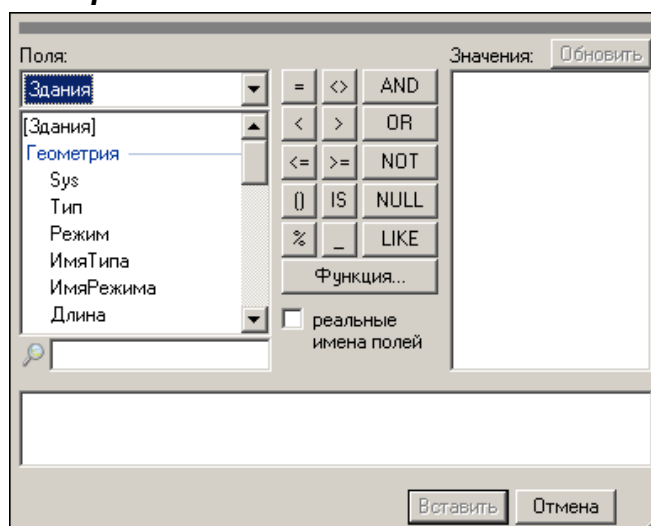 Поля:
Значения:
Обновить
Здания
= <> AND
[Здания]
< > OR
Геометрия
<= >= NOT
Sys
Тип
() IS NULL
Режим
% _ LIKE
ИмяТипа
Функция...
ИмяРежима
Длина
реальные
имена полей
Вставить
Отмена